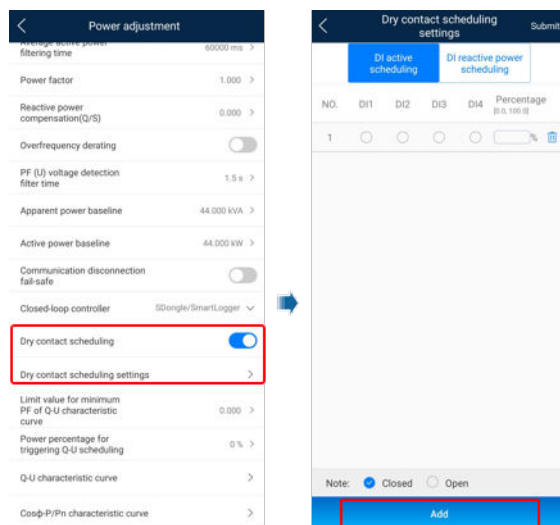 Power adjustment
Average active power
filtering time
60000 ms
Power factor
1.000
Reactive power
compensation(Q/S)
0.000
Overfrequency derating
PF (U) voltage detection
filter time
1.5 s
Apparent power baseline
44.000 kVA
Active power baseline
44.000 kW
Communication disconnection
fail-safe
Closed-loop controller
SDongle/SmartLogger
Dry contact scheduling
Dry contact scheduling settings
Limit value for minimum
PF of Q-U characteristic
curve
0.000
Power percentage for
triggering Q-U scheduling
0 %
Q-U characteristic curve
Cosφ-P/Pn characteristic curve
Dry contact scheduling
settings
Submit
DI active
scheduling
DI reactive power
scheduling
NO. DI1 DI2 DI3 DI4 Percentage
[0.0, 100.0]
1 %
Note: Closed Open
Add